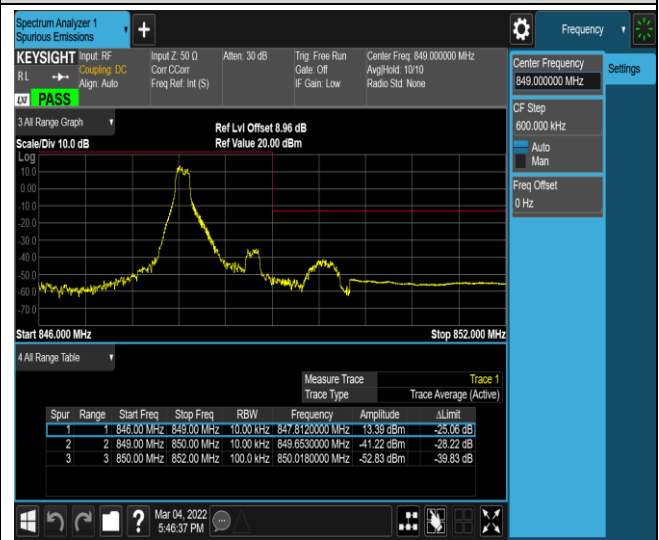 Spectrum Analyzer 1
Spurious Emissions
+
Frequency
KEYSIGHT
RL
LXI
PASS
Input: RF
Coupling: DC
Align: Auto
Input Z: 50 Ω
Corr CCorr
Freq Ref: Int (S)
Atten: 30 dB
Trig: Free Run
Gate: Off
IF Gain: Low
Center Freq: 849.000000 MHz
Avg|Hold: 10/10
Radio Std: None
Center Frequency
849.000000 MHz
Settings
CF Step
600.000 kHz
Auto
Man
Freq Offset
0 Hz
3 All Range Graph
Scale/Div 10.0 dB
Ref Lvl Offset 8.96 dB
Ref Value 20.00 dBm
Log
10.0
0.00
-10.0
-20.0
-30.0
-40.0
-50.0
-60.0
-70.0
Start 846.000 MHz
Stop 852.000 MHz
4 All Range Table
Measure Trace Trace 1
Trace Type Trace Average (Active)
Spur Range Start Freq Stop Freq RBW Frequency Amplitude ΔLimit
1 1 846.00 MHz 849.00 MHz 10.00 kHz 847.8120000 MHz 13.39 dBm -25.06 dB
2 2 849.00 MHz 850.00 MHz 10.00 kHz 849.6530000 MHz -41.22 dBm -28.22 dB
3 3 850.00 MHz 852.00 MHz 100.0 kHz 850.0180000 MHz -52.83 dBm -39.83 dB
?
Mar 04, 2022
5:46:37 PM